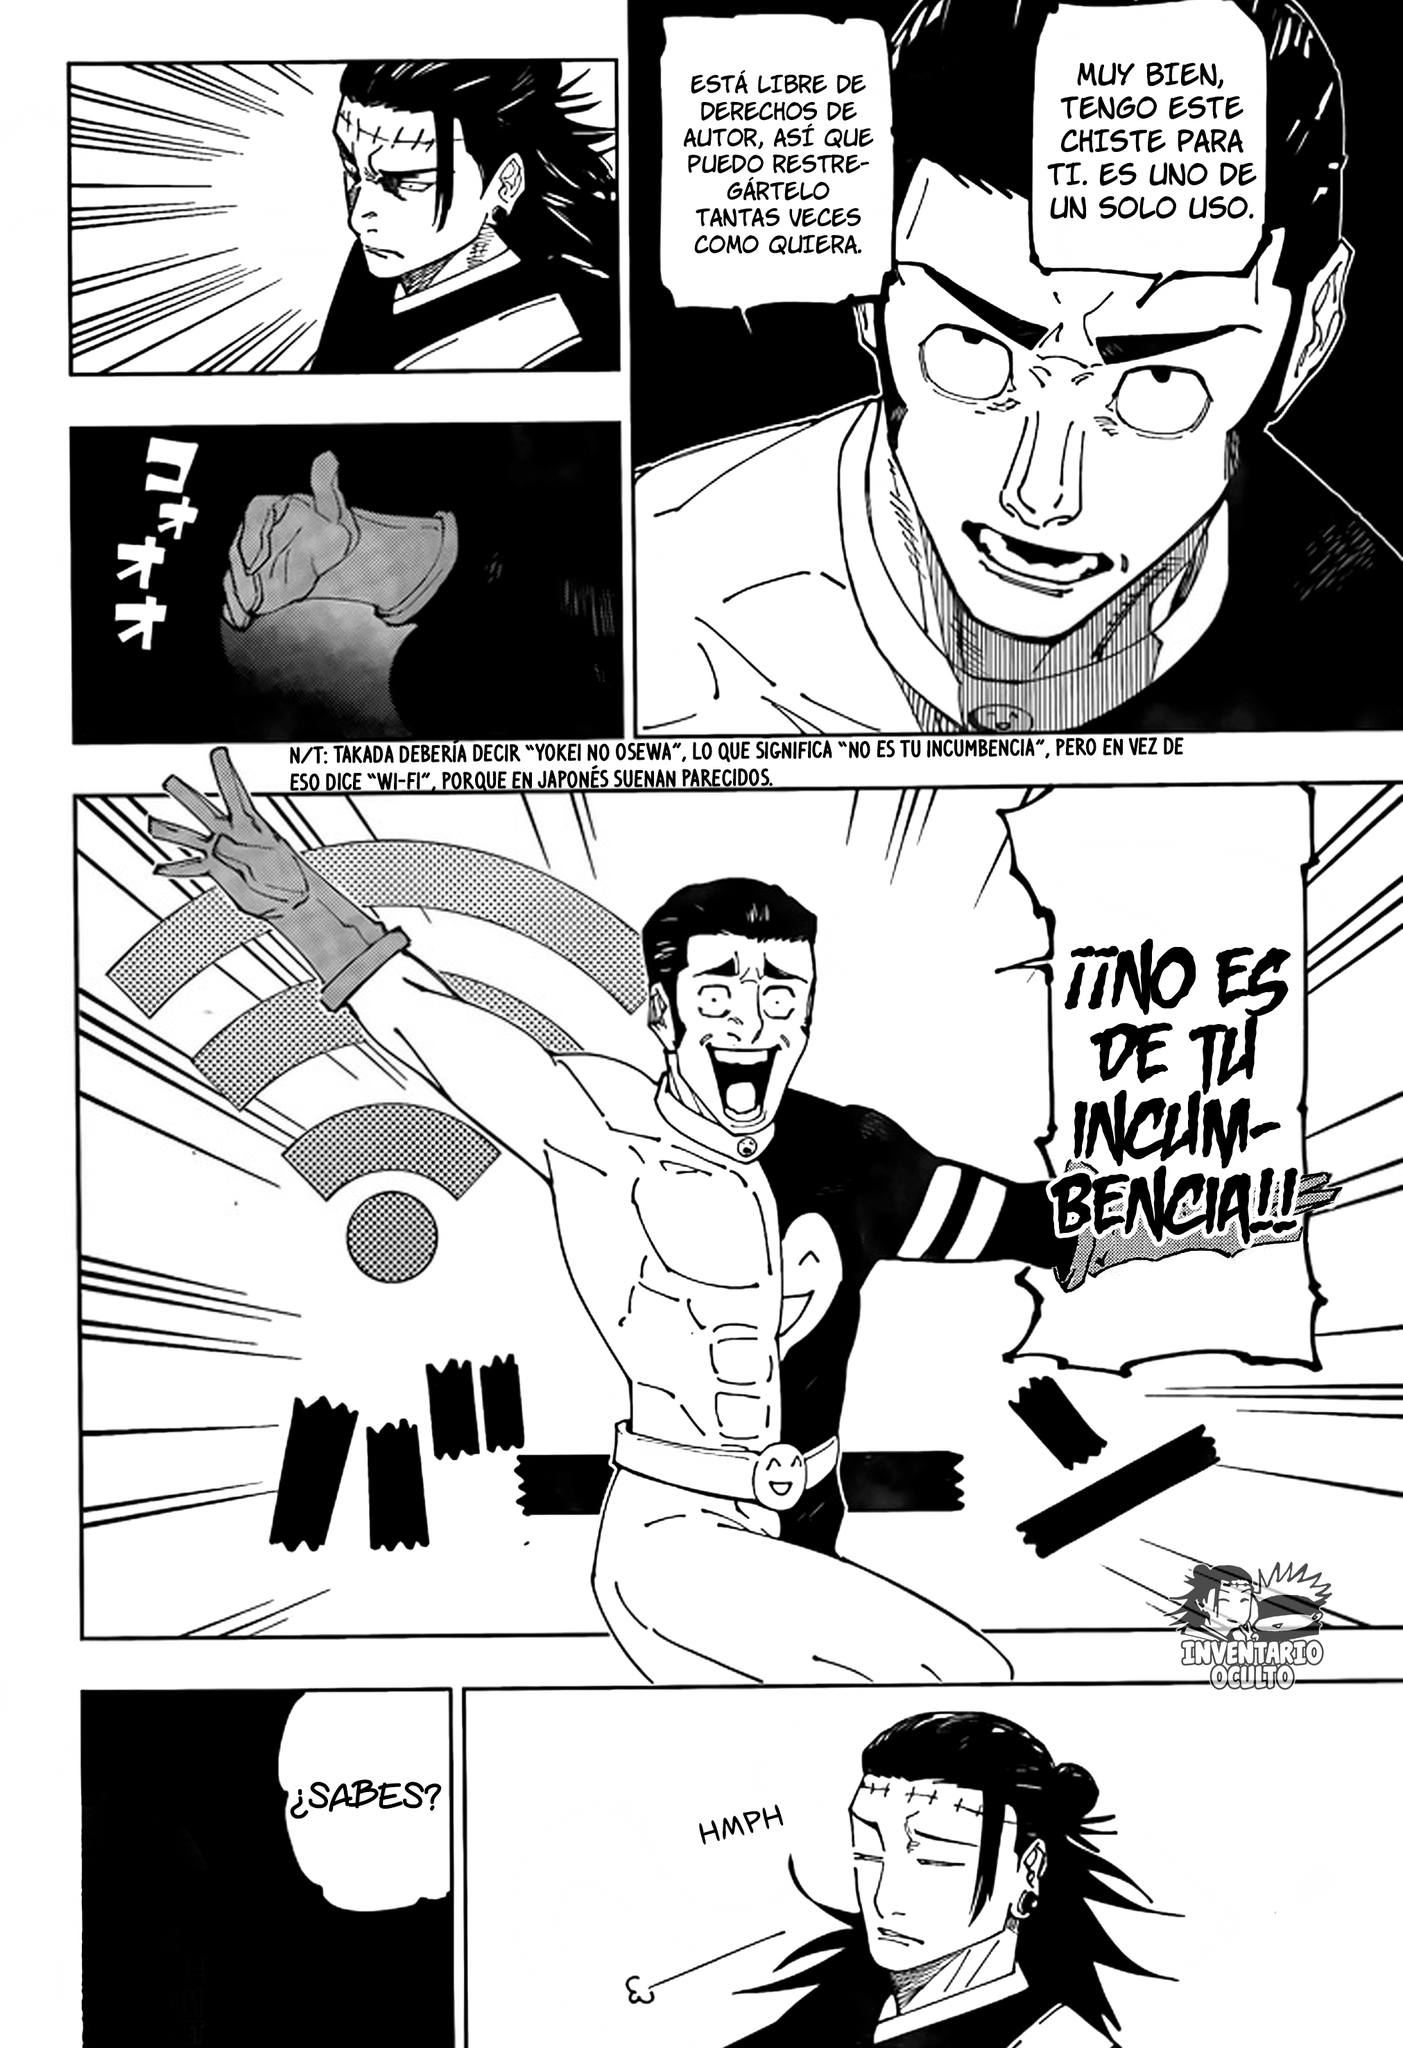 MUY BIEN,
TENGO ESTE
CHISTE PARA
TI. ES UNO DE
UN SOLO USO.
ESTÁ LIBRE DE
DERECHOS DE
AUTOR, ASÍ QUE
PUEDO RESTRE-
GÁRTELO
TANTAS VECES
COMO QUIERA.
コォオオ
N/T: TAKADA DEBERÍA DECIR "YOKEI NO OSEWA", LO QUE SIGNIFICA "NO ES TU INCUMBENCIA", PERO EN VEZ DE
ESO DICE "WI-FI", PORQUE EN JAPONÉS SUENAN PARECIDOS.
¡¡NO ES
DE TU
INCUM-
BENCIA!!
INVENTARIO
OCULTO
HMPH
¿SABES?